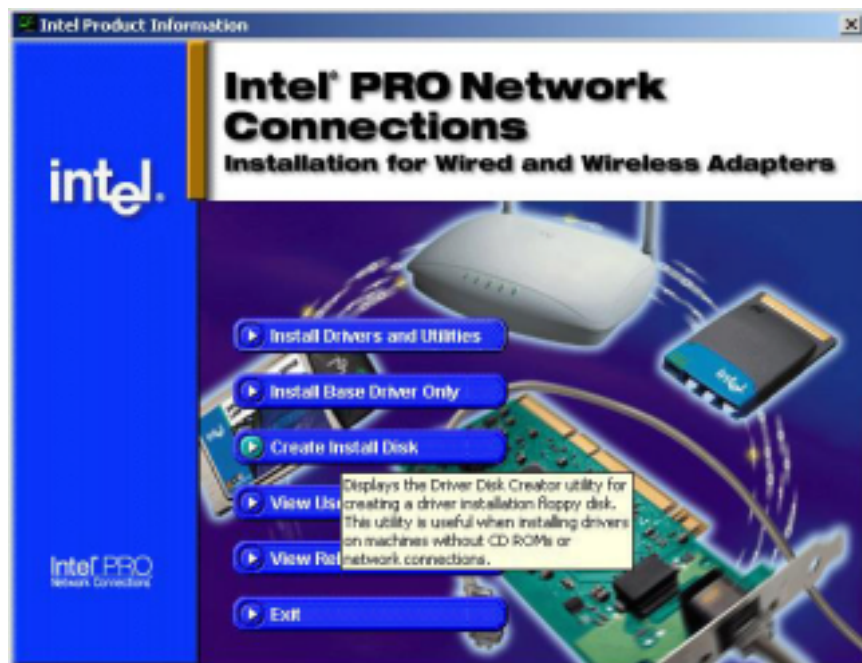 Intel Product Information
Intel® PRO Network
Connections
Installation for Wired and Wireless Adapters
intel.
Install Drivers and Utilities
Install Base Driver Only
intel
Create Install Disk
View
Displays the Driver Disk Creator utility for
creating a driver installation floppy disk.
This utility is useful when installing drivers
on machines without CD ROMs or
network connections.
View
Exit
Intel® PRO
Network Connections